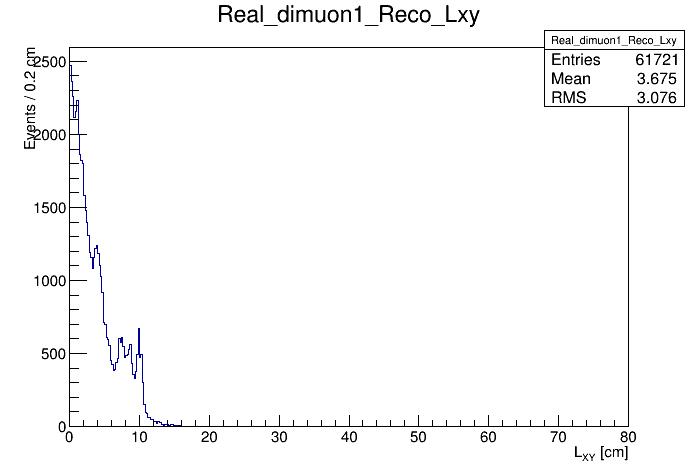 Real_dimuon1_Reco_Lxy
Real_dimuon1_Reco_Lxy
Entries 61721
Mean 3.675
RMS 3.076
Events / 0.2 cm
2500
2000
1500
1000
500
0
0 10 20 30 40 50 60 70 80
L_XY [cm]